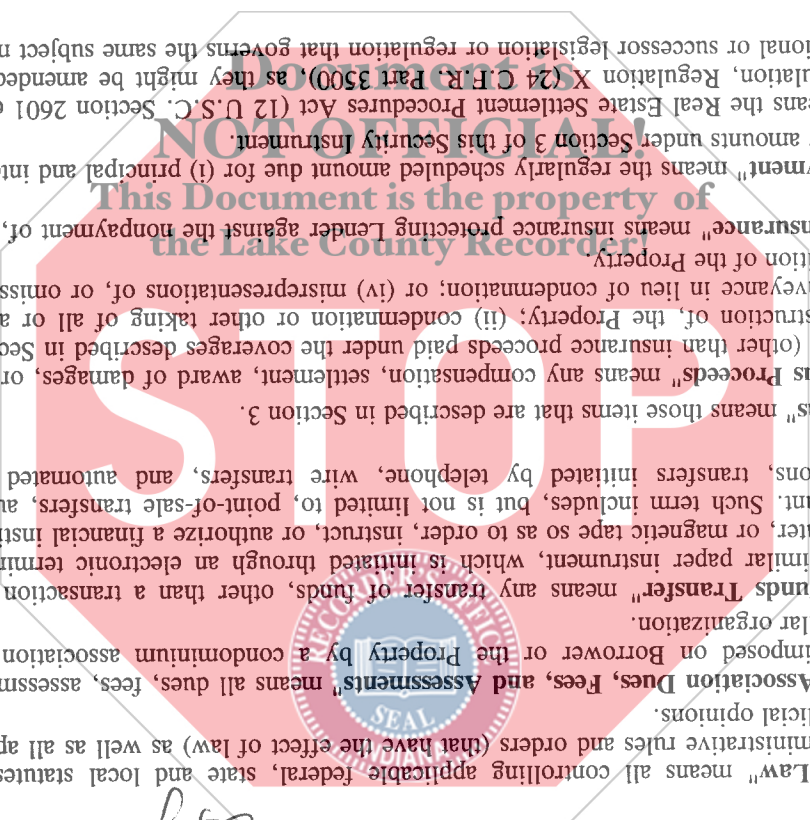 Law" means all controlling applicable federal, state and local statutes
ministrative rules and orders (that have the effect of law) as well as all ap
dicial opinions.
Association Dues, Fees, and Assessments" means all dues, fees, assessm
imposed on Borrower or the Property by a condominium association
lar organization.
unds Transfer" means any transfer of funds, other than a transaction
imilar paper instrument, which is initiated through an electronic termin
ter, or magnetic tape so as to order, instruct, or authorize a financial insti
nt. Such term includes, but is not limited to, point-of-sale transfers, au
ons, transfers initiated by telephone, wire transfers, and automated
s" means those items that are described in Section 3.
us Proceeds" means any compensation, settlement, award of damages, or
(other than insurance proceeds paid under the coverages described in Sec
struction of, the Property; (ii) condemnation or other taking of all or a
veyance in lieu of condemnation; or (iv) misrepresentations of, or omiss
ition of the Property.
nsurance" means insurance protecting Lender against the nonpayment of,
yment" means the regularly scheduled amount due for (i) principal and inte
amounts under Section 3 of this Security Instrument.
eans the Real Estate Settlement Procedures Act (12 U.S.C. Section 2601
ulation, Regulation X (24 C.F.R. Part 3500), as they might be amended
ional or successor legislation or regulation that governs the same subject m
Document is
NOT OFFICIAL!
This Document is the property of
the Lake County Recorder!
STOP
RECORDER'S OFFICE
SEAL
INDIANA